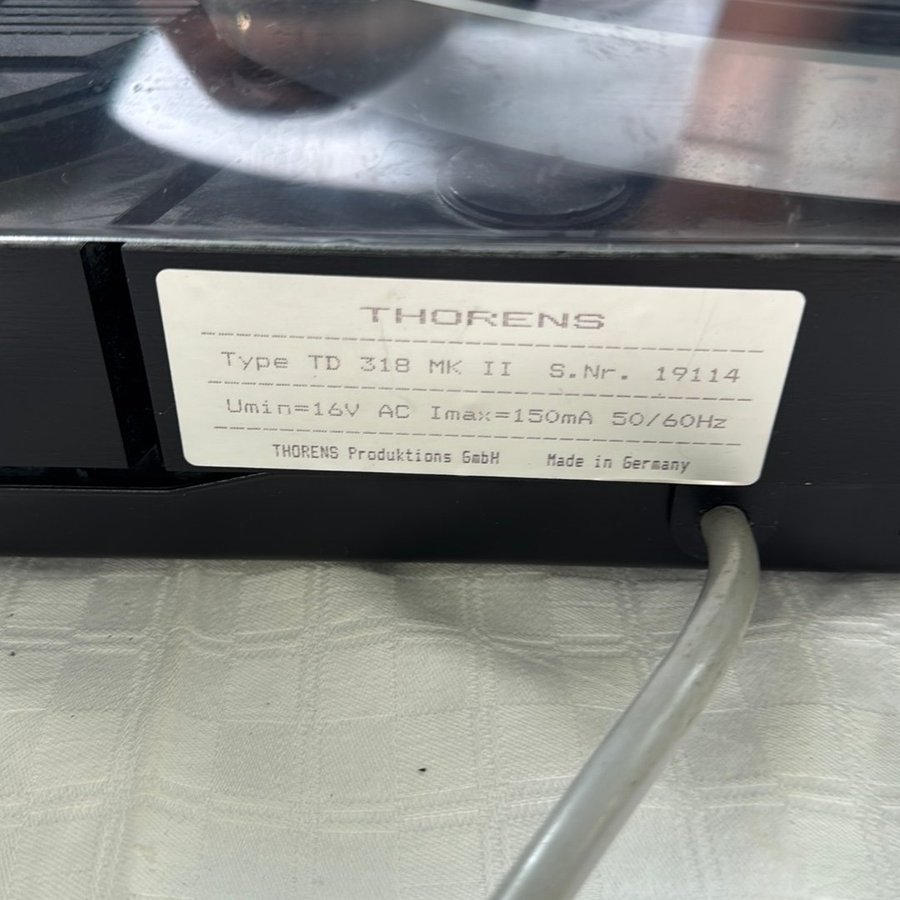 THORENS
Type TD 318 MK II S.Nr. 19114
Umin=16V AC Imax=150mA 50/60Hz
THORENS Produktions GmbH Made in Germany